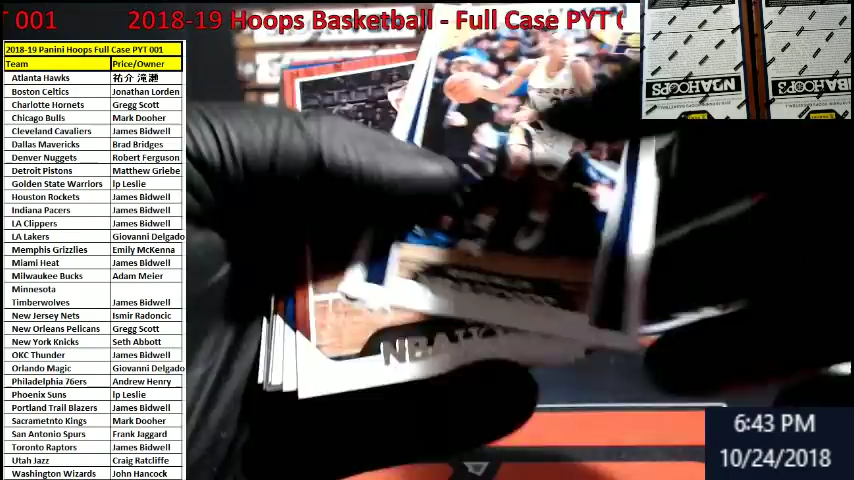 T 001 2018-19 Hoops Basketball - Full Case PYT 0
2018-19 Panini Hoops Full Case PYT 001
Team Price/Owner
Atlanta Hawks 祐介 滝瀬
Boston Celtics Jonathan Lorden
Charlotte Hornets Gregg Scott
Chicago Bulls Mark Dooher
Cleveland Cavaliers James Bidwell
Dallas Mavericks Brad Bridges
Denver Nuggets Robert Ferguson
Detroit Pistons Matthew Griebe
Golden State Warriors lp Leslie
Houston Rockets James Bidwell
Indiana Pacers James Bidwell
LA Clippers James Bidwell
LA Lakers Giovanni Delgado
Memphis Grizzlies Emily McKenna
Miami Heat James Bidwell
Milwaukee Bucks Adam Meier
Minnesota
Timberwolves James Bidwell
New Jersey Nets Ismir Radoncic
New Orleans Pelicans Gregg Scott
New York Knicks Seth Abbott
OKC Thunder James Bidwell
Orlando Magic Giovanni Delgado
Philadelphia 76ers Andrew Henry
Phoenix Suns lp Leslie
Portland Trail Blazers James Bidwell
Sacrametnto Kings Mark Dooher
San Antonio Spurs Frank Jaggard
Toronto Raptors James Bidwell
Utah Jazz Craig Ratcliffe
Washington Wizards John Hancock
NBA HOOPS
NBA HOOPS
NBA
6:43 PM
10/24/2018